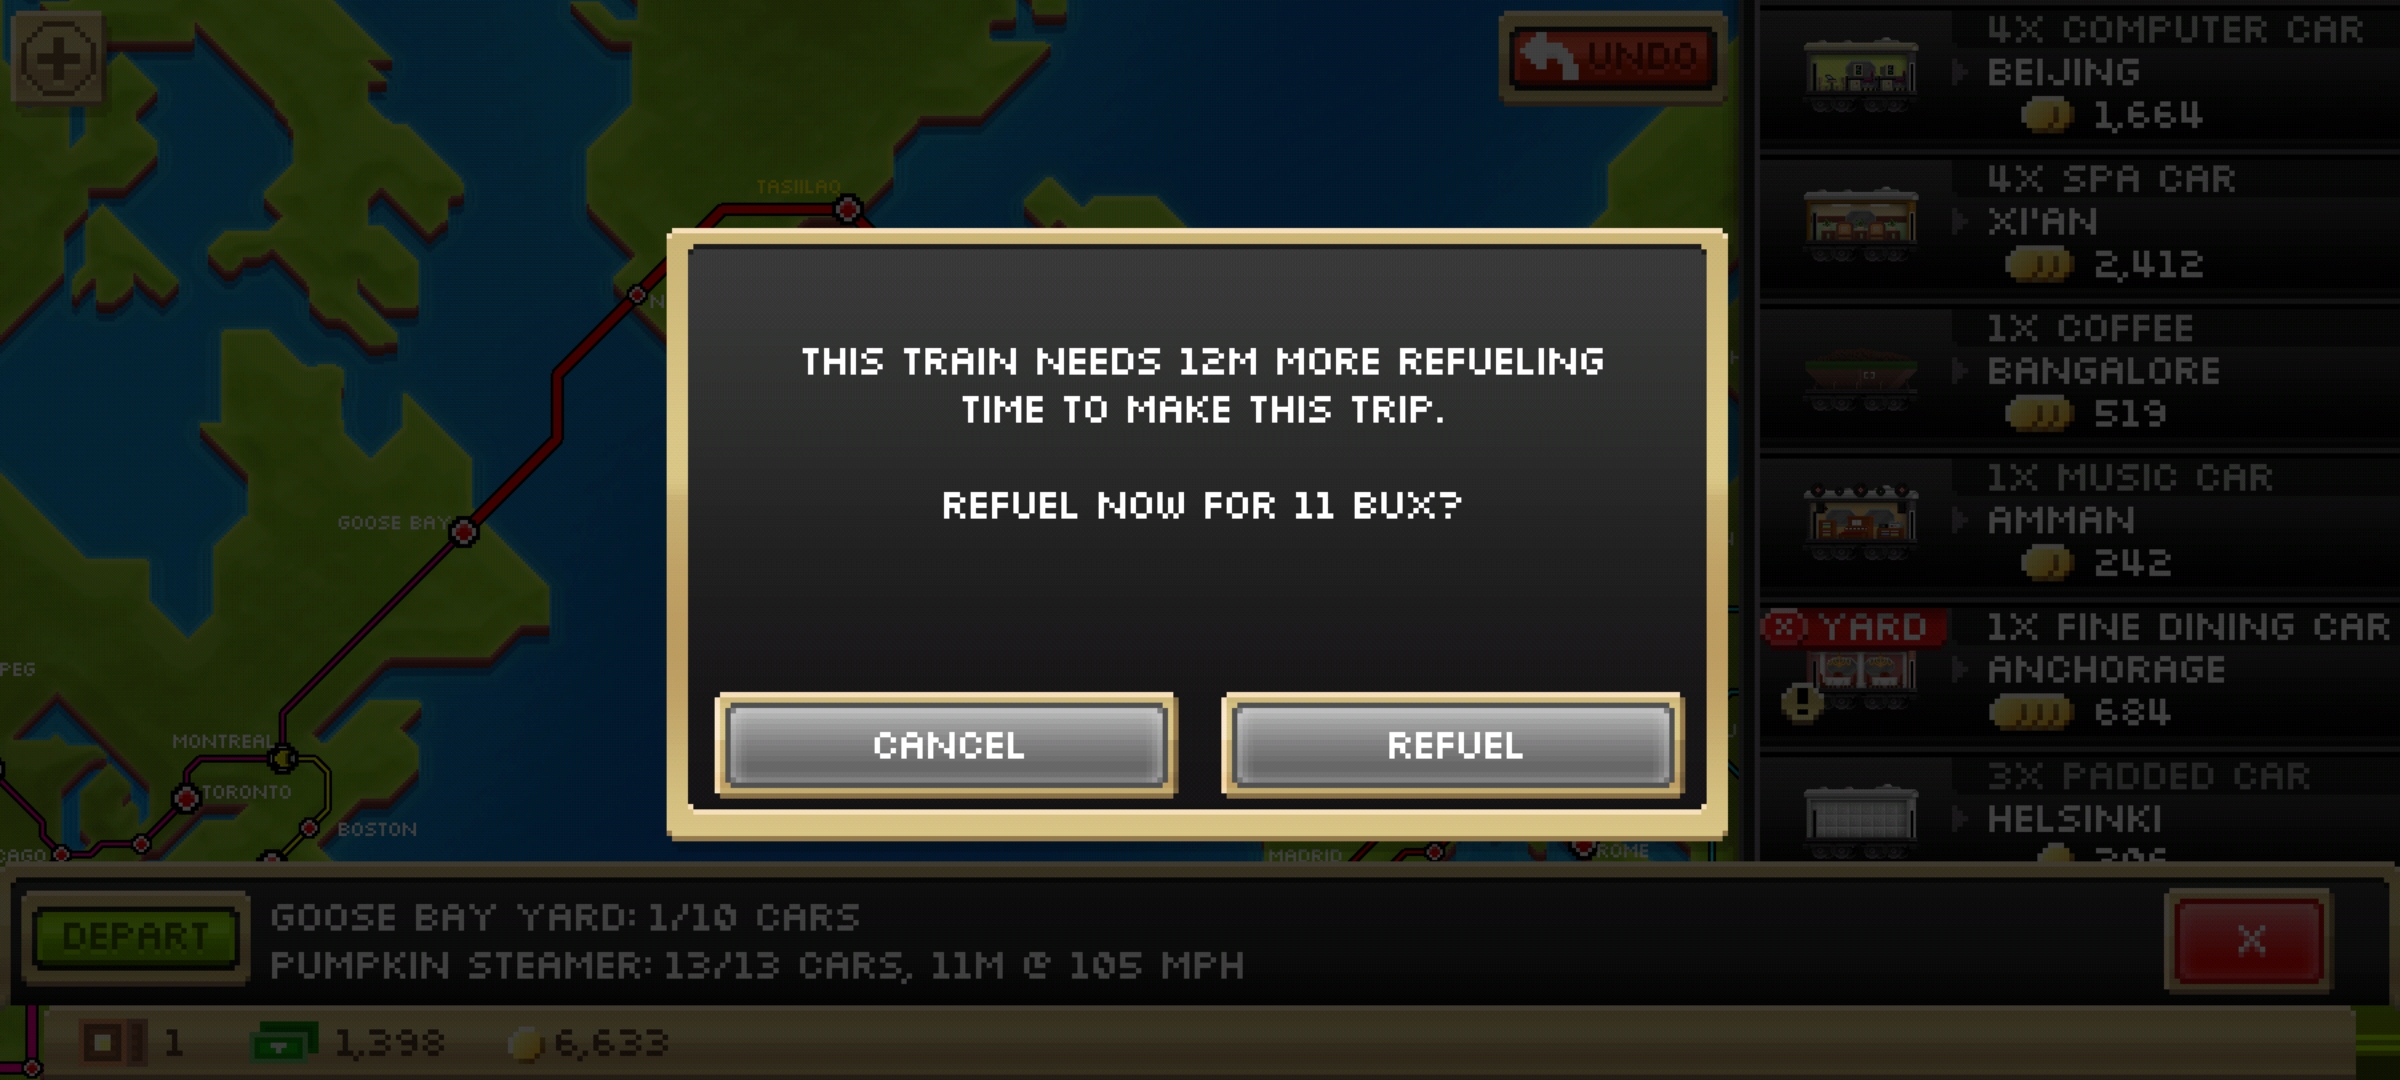 UNDO
TASIILAQ
GOOSE BAY
MONTREAL
TORONTO
BOSTON
MADRID
ROME
4X COMPUTER CAR
BEIJING
1,664
4X SPA CAR
XI'AN
2,412
1X COFFEE
BANGALORE
519
1X MUSIC CAR
AMMAN
242
YARD
1X FINE DINING CAR
ANCHORAGE
684
3X PADDED CAR
HELSINKI
THIS TRAIN NEEDS 12M MORE REFUELING
TIME TO MAKE THIS TRIP.
REFUEL NOW FOR 11 BUX?
CANCEL
REFUEL
DEPART
GOOSE BAY YARD: 1/10 CARS
PUMPKIN STEAMER: 13/13 CARS, 11M @ 105 MPH
X
1
1,398
6,633